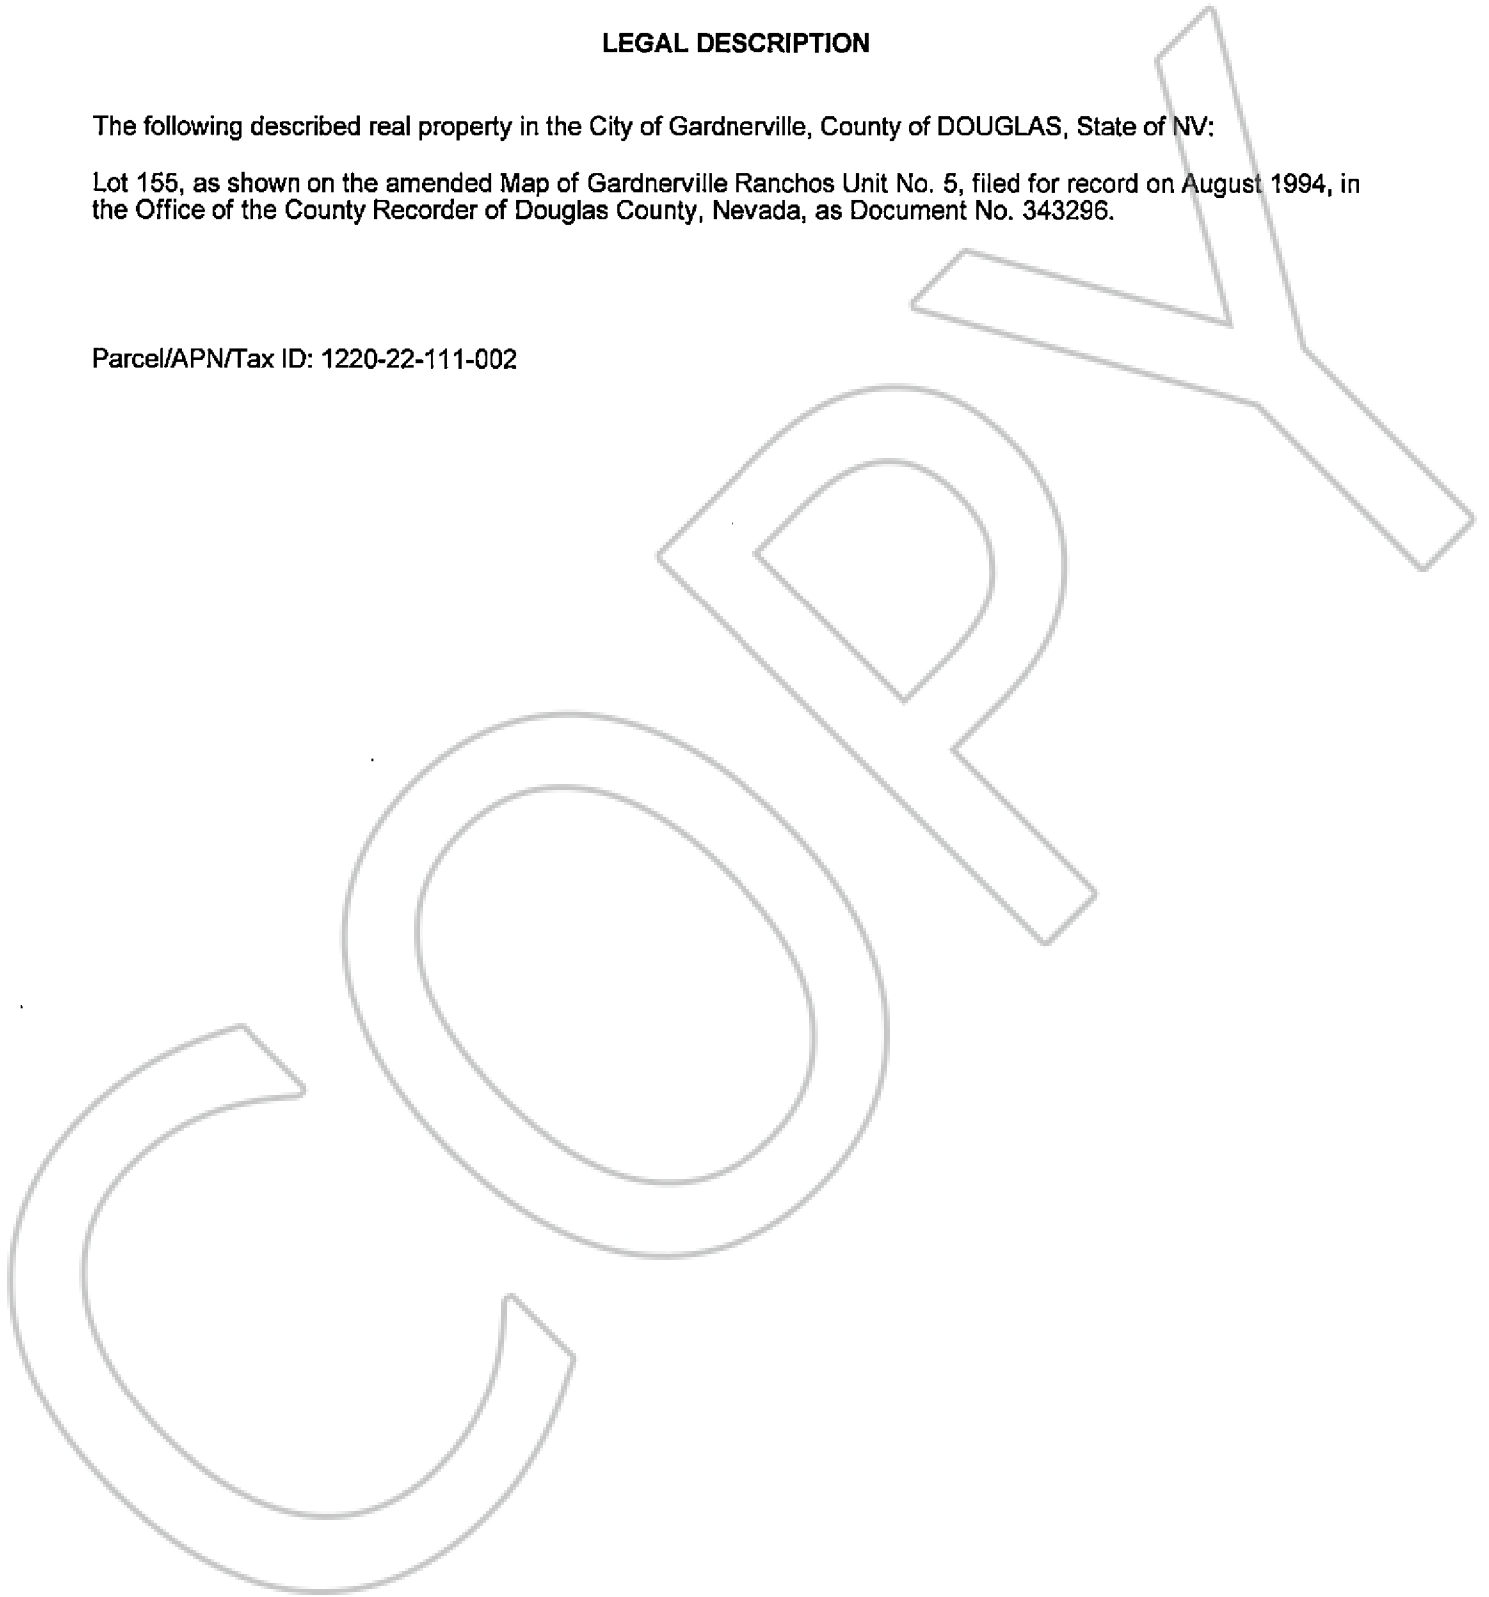 LEGAL DESCRIPTION
The following described real property in the City of Gardnerville, County of DOUGLAS, State of NV:
Lot 155, as shown on the amended Map of Gardnerville Ranchos Unit No. 5, filed for record on August 1994, in
the Office of the County Recorder of Douglas County, Nevada, as Document No. 343296.
Parcel/APN/Tax ID: 1220-22-111-002
COPY